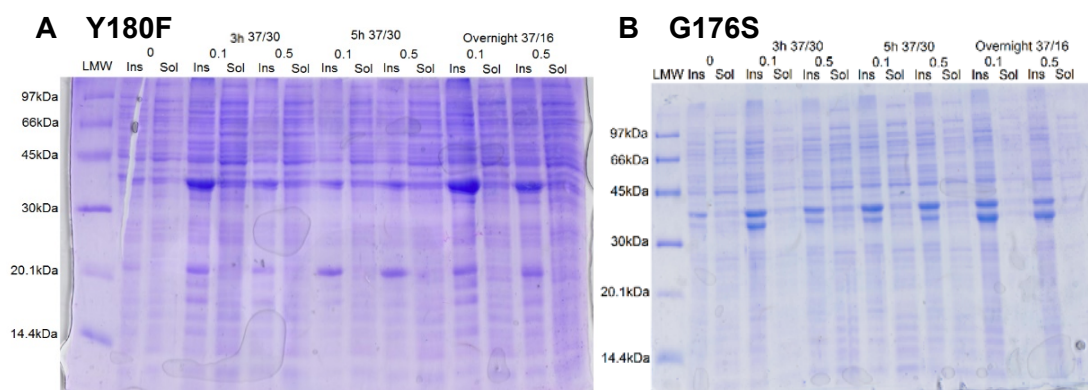 A Y180F
3h 37/30 5h 37/30 Overnight 37/16
0 0.1 0.5 0.1 0.5 0.1 0.5
LMW Ins Sol Ins Sol Ins Sol Ins Sol Ins Sol Ins Sol Ins Sol
97kDa
66kDa
45kDa
30kDa
20.1kDa
14.4kDa
B G176S
3h 37/30 5h 37/30 Overnight 37/16
0 0.1 0.5 0.1 0.5 0.1 0.5
LMW Ins Sol Ins Sol Ins Sol Ins Sol Ins Sol Ins Sol Ins Sol
97kDa
66kDa
45kDa
30kDa
20.1kDa
14.4kDa